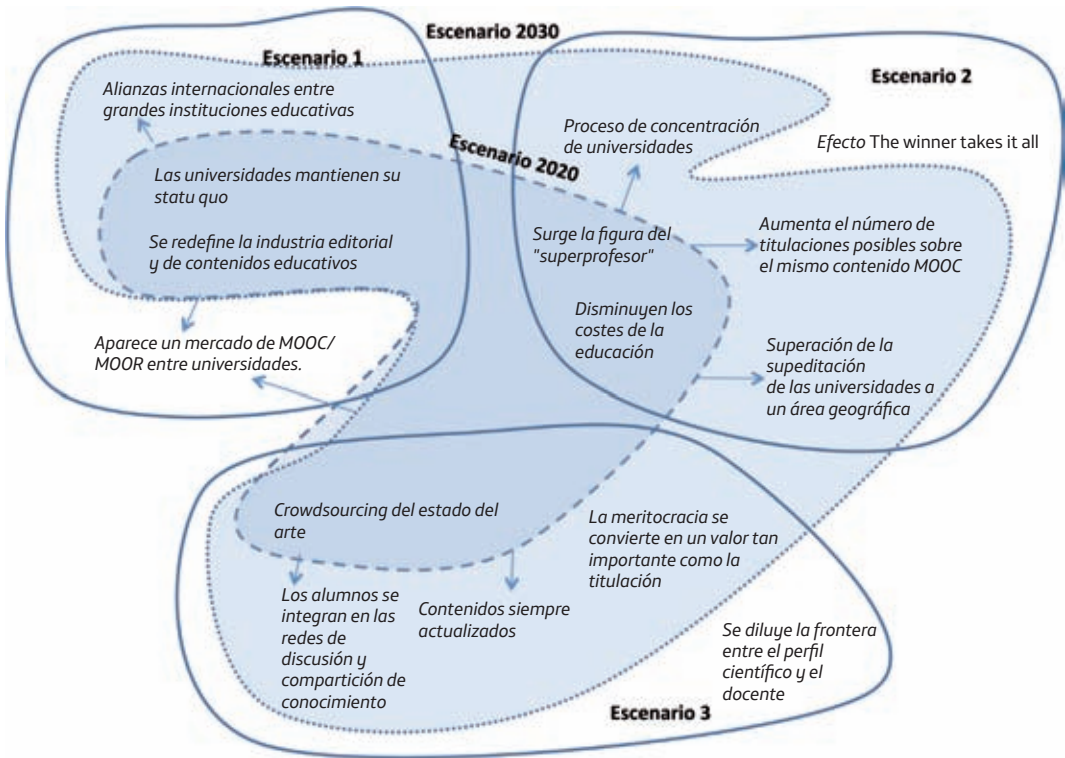 Escenario 2030
Escenario 1
Alianzas internacionales entre
grandes instituciones educativas
Las universidades mantienen su
statu quo
Se redefine la industria editorial
y de contenidos educativos
Aparece un mercado de MOOC/
MOOR entre universidades.
Escenario 2020
Escenario 2
Proceso de concentración
de universidades
Efecto The winner takes it all
Surge la figura del
"superprofesor"
Aumenta el número de
titulaciones posibles sobre
el mismo contenido MOOC
Disminuyen los
costes de la
educación
Superación de la
supeditación
de las universidades a
un área geográfica
Crowdsourcing del estado del
arte
La meritocracia se
convierte en un valor tan
importante como la
titulación
Los alumnos se
integran en las
redes de
discusión y
compartición de
conocimiento
Contenidos siempre
actualizados
Se diluye la frontera
entre el perfil
científico y el
docente
Escenario 3